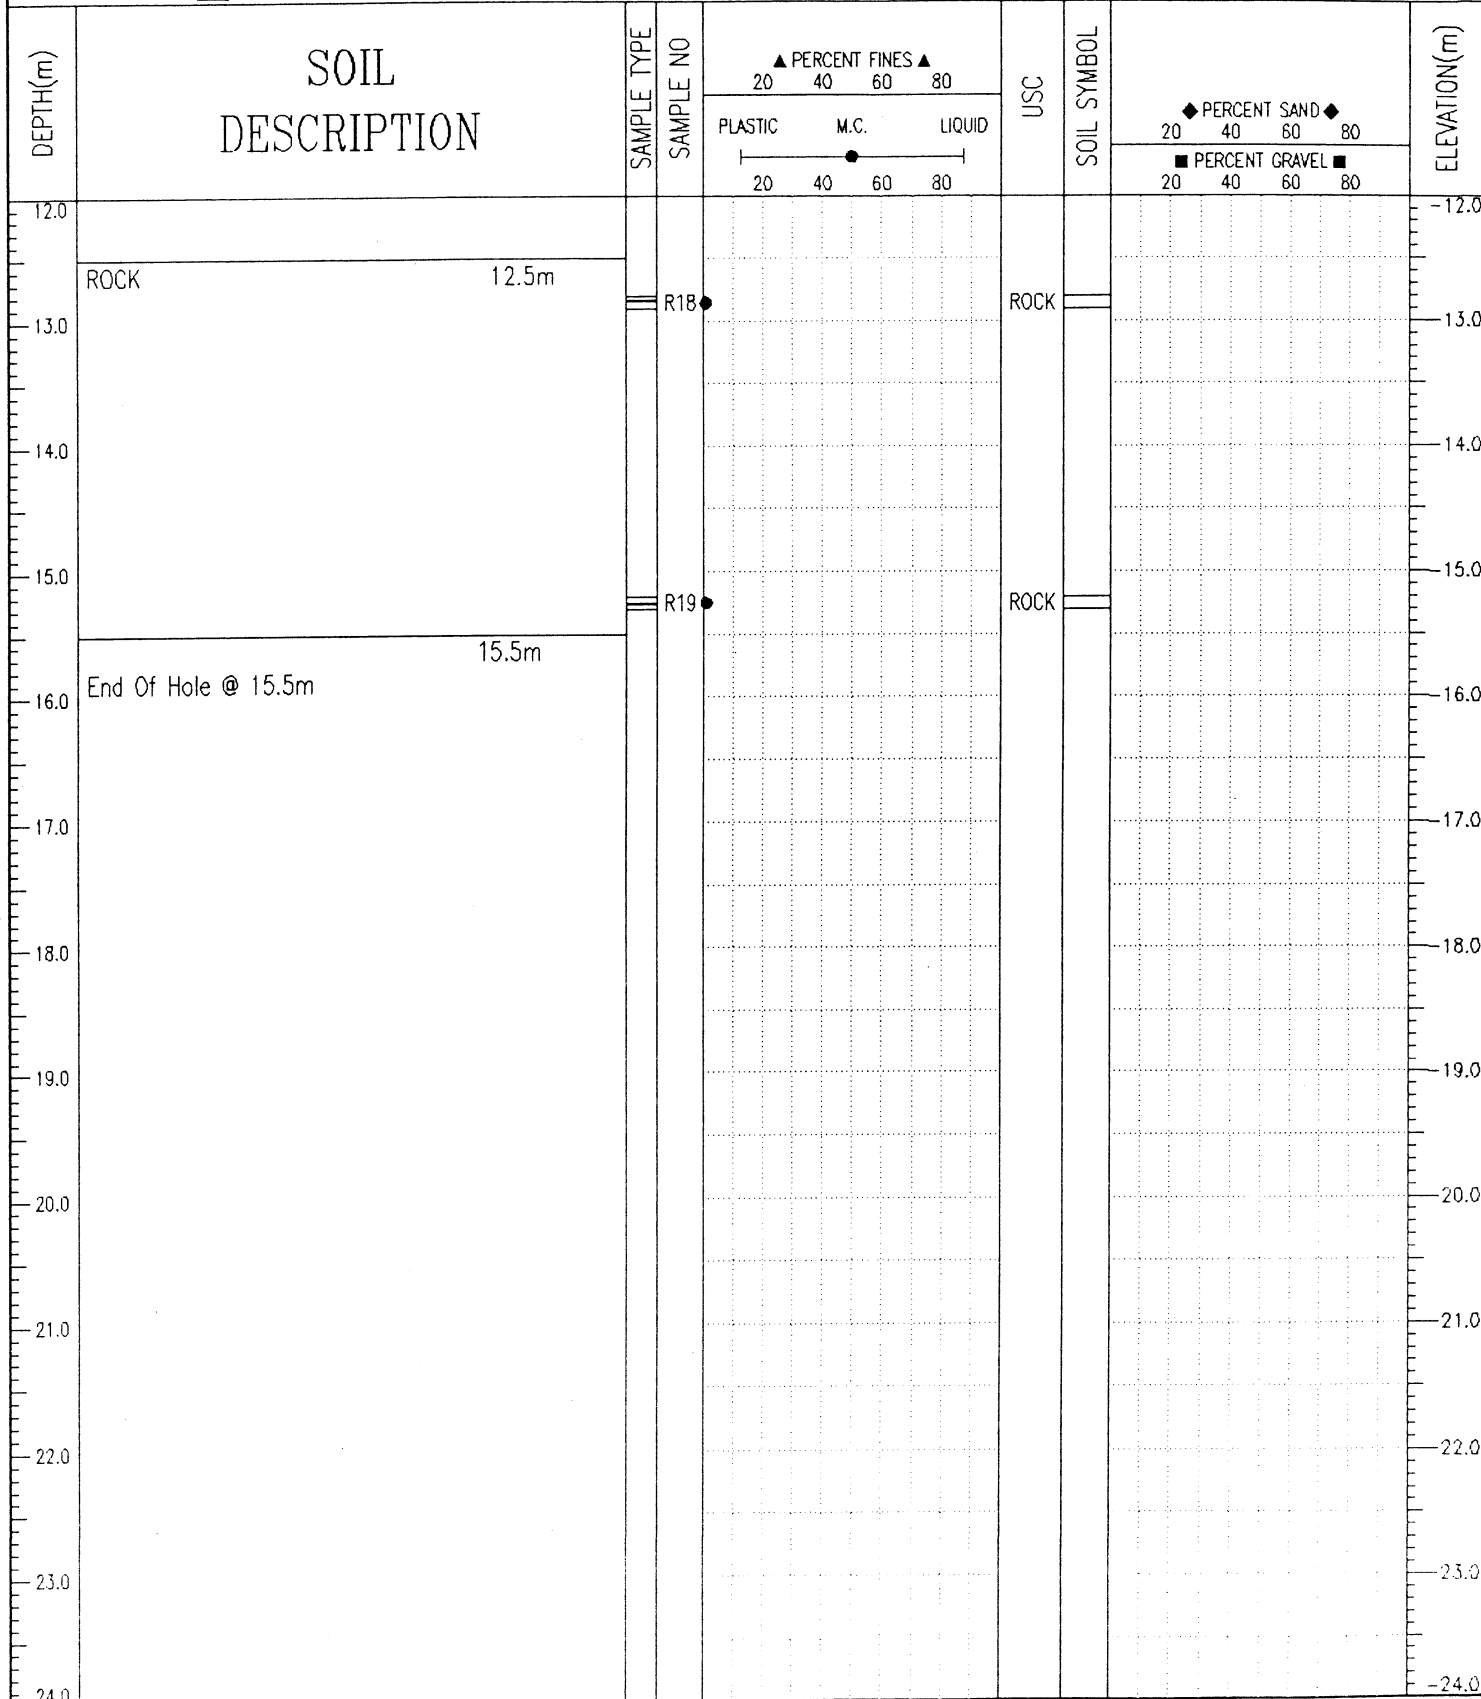 DEPTH(m)
SOIL
DESCRIPTION
SAMPLE TYPE
SAMPLE NO
▲ PERCENT FINES ▲
20 40 60 80
PLASTIC M.C. LIQUID
20 40 60 80
USC
SOIL SYMBOL
◆ PERCENT SAND ◆
20 40 60 80
■ PERCENT GRAVEL ■
20 40 60 80
ELEVATION(m)
12.0 -12.0
ROCK 12.5m
R18 ROCK
13.0 -13.0
14.0 -14.0
15.0 -15.0
R19 ROCK
15.5m
End Of Hole @ 15.5m
16.0 -16.0
17.0 -17.0
18.0 -18.0
19.0 -19.0
20.0 -20.0
21.0 -21.0
22.0 -22.0
23.0 -23.0
24.0 -24.0